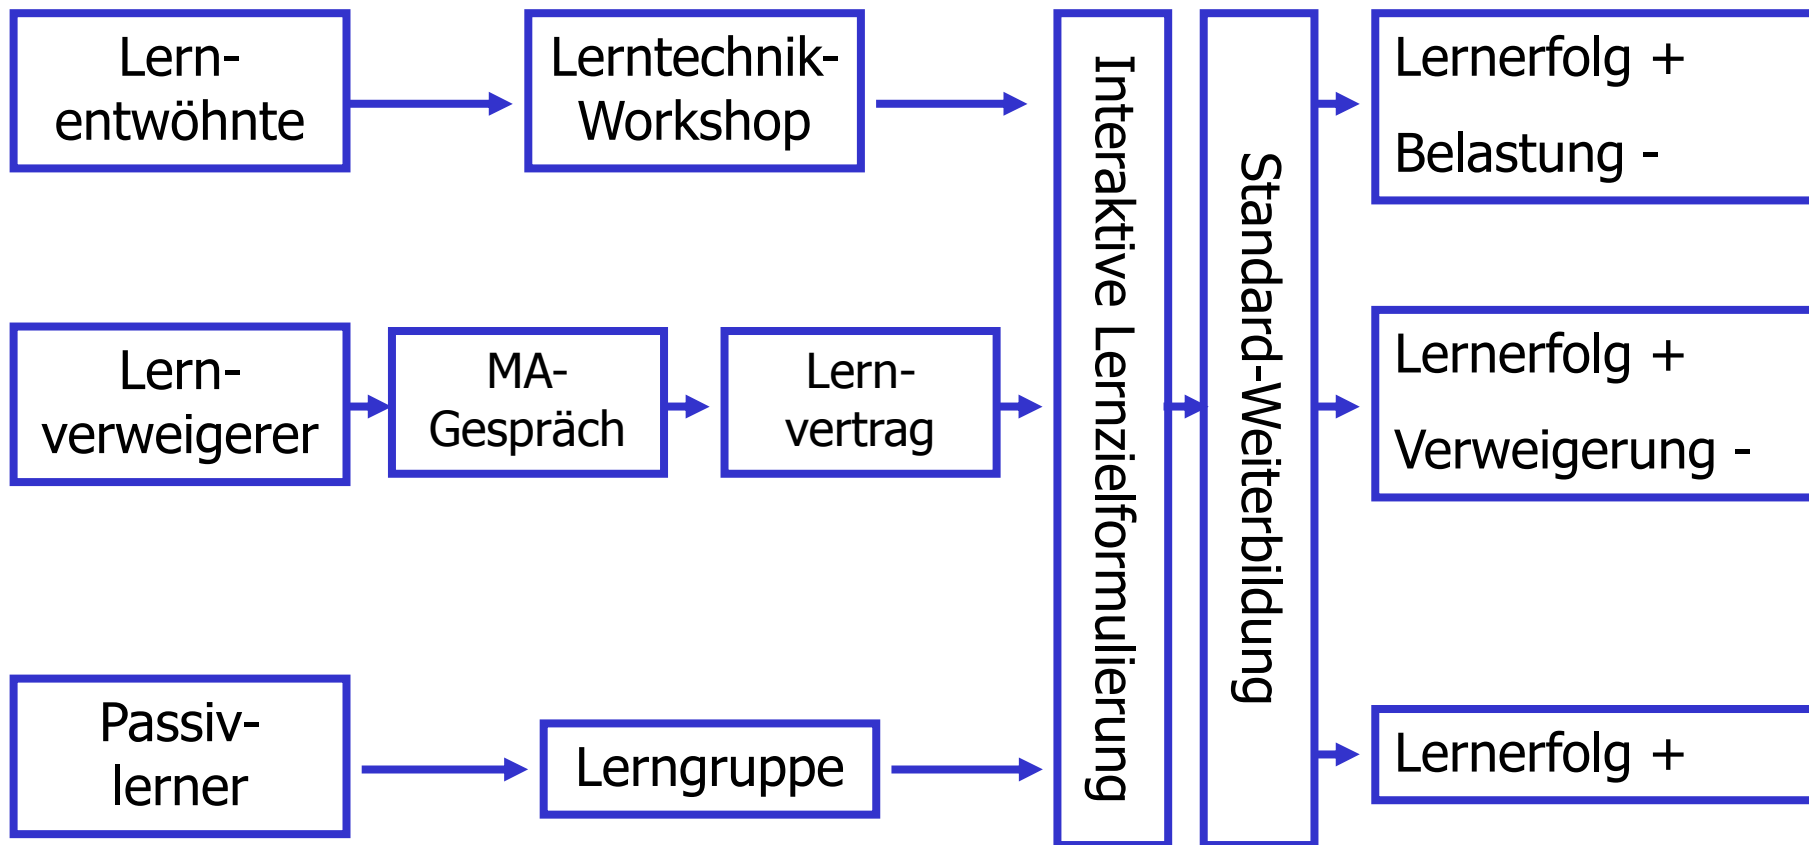 Lern-
entwöhnte
Lerntechnik-
Workshop
Lern-
verweigerer
MA-
Gespräch
Lern-
vertrag
Passiv-
lerner
Lerngruppe
Interaktive Lernzielformulierung
Standard-Weiterbildung
Lernerfolg +
Belastung -
Lernerfolg +
Verweigerung -
Lernerfolg +